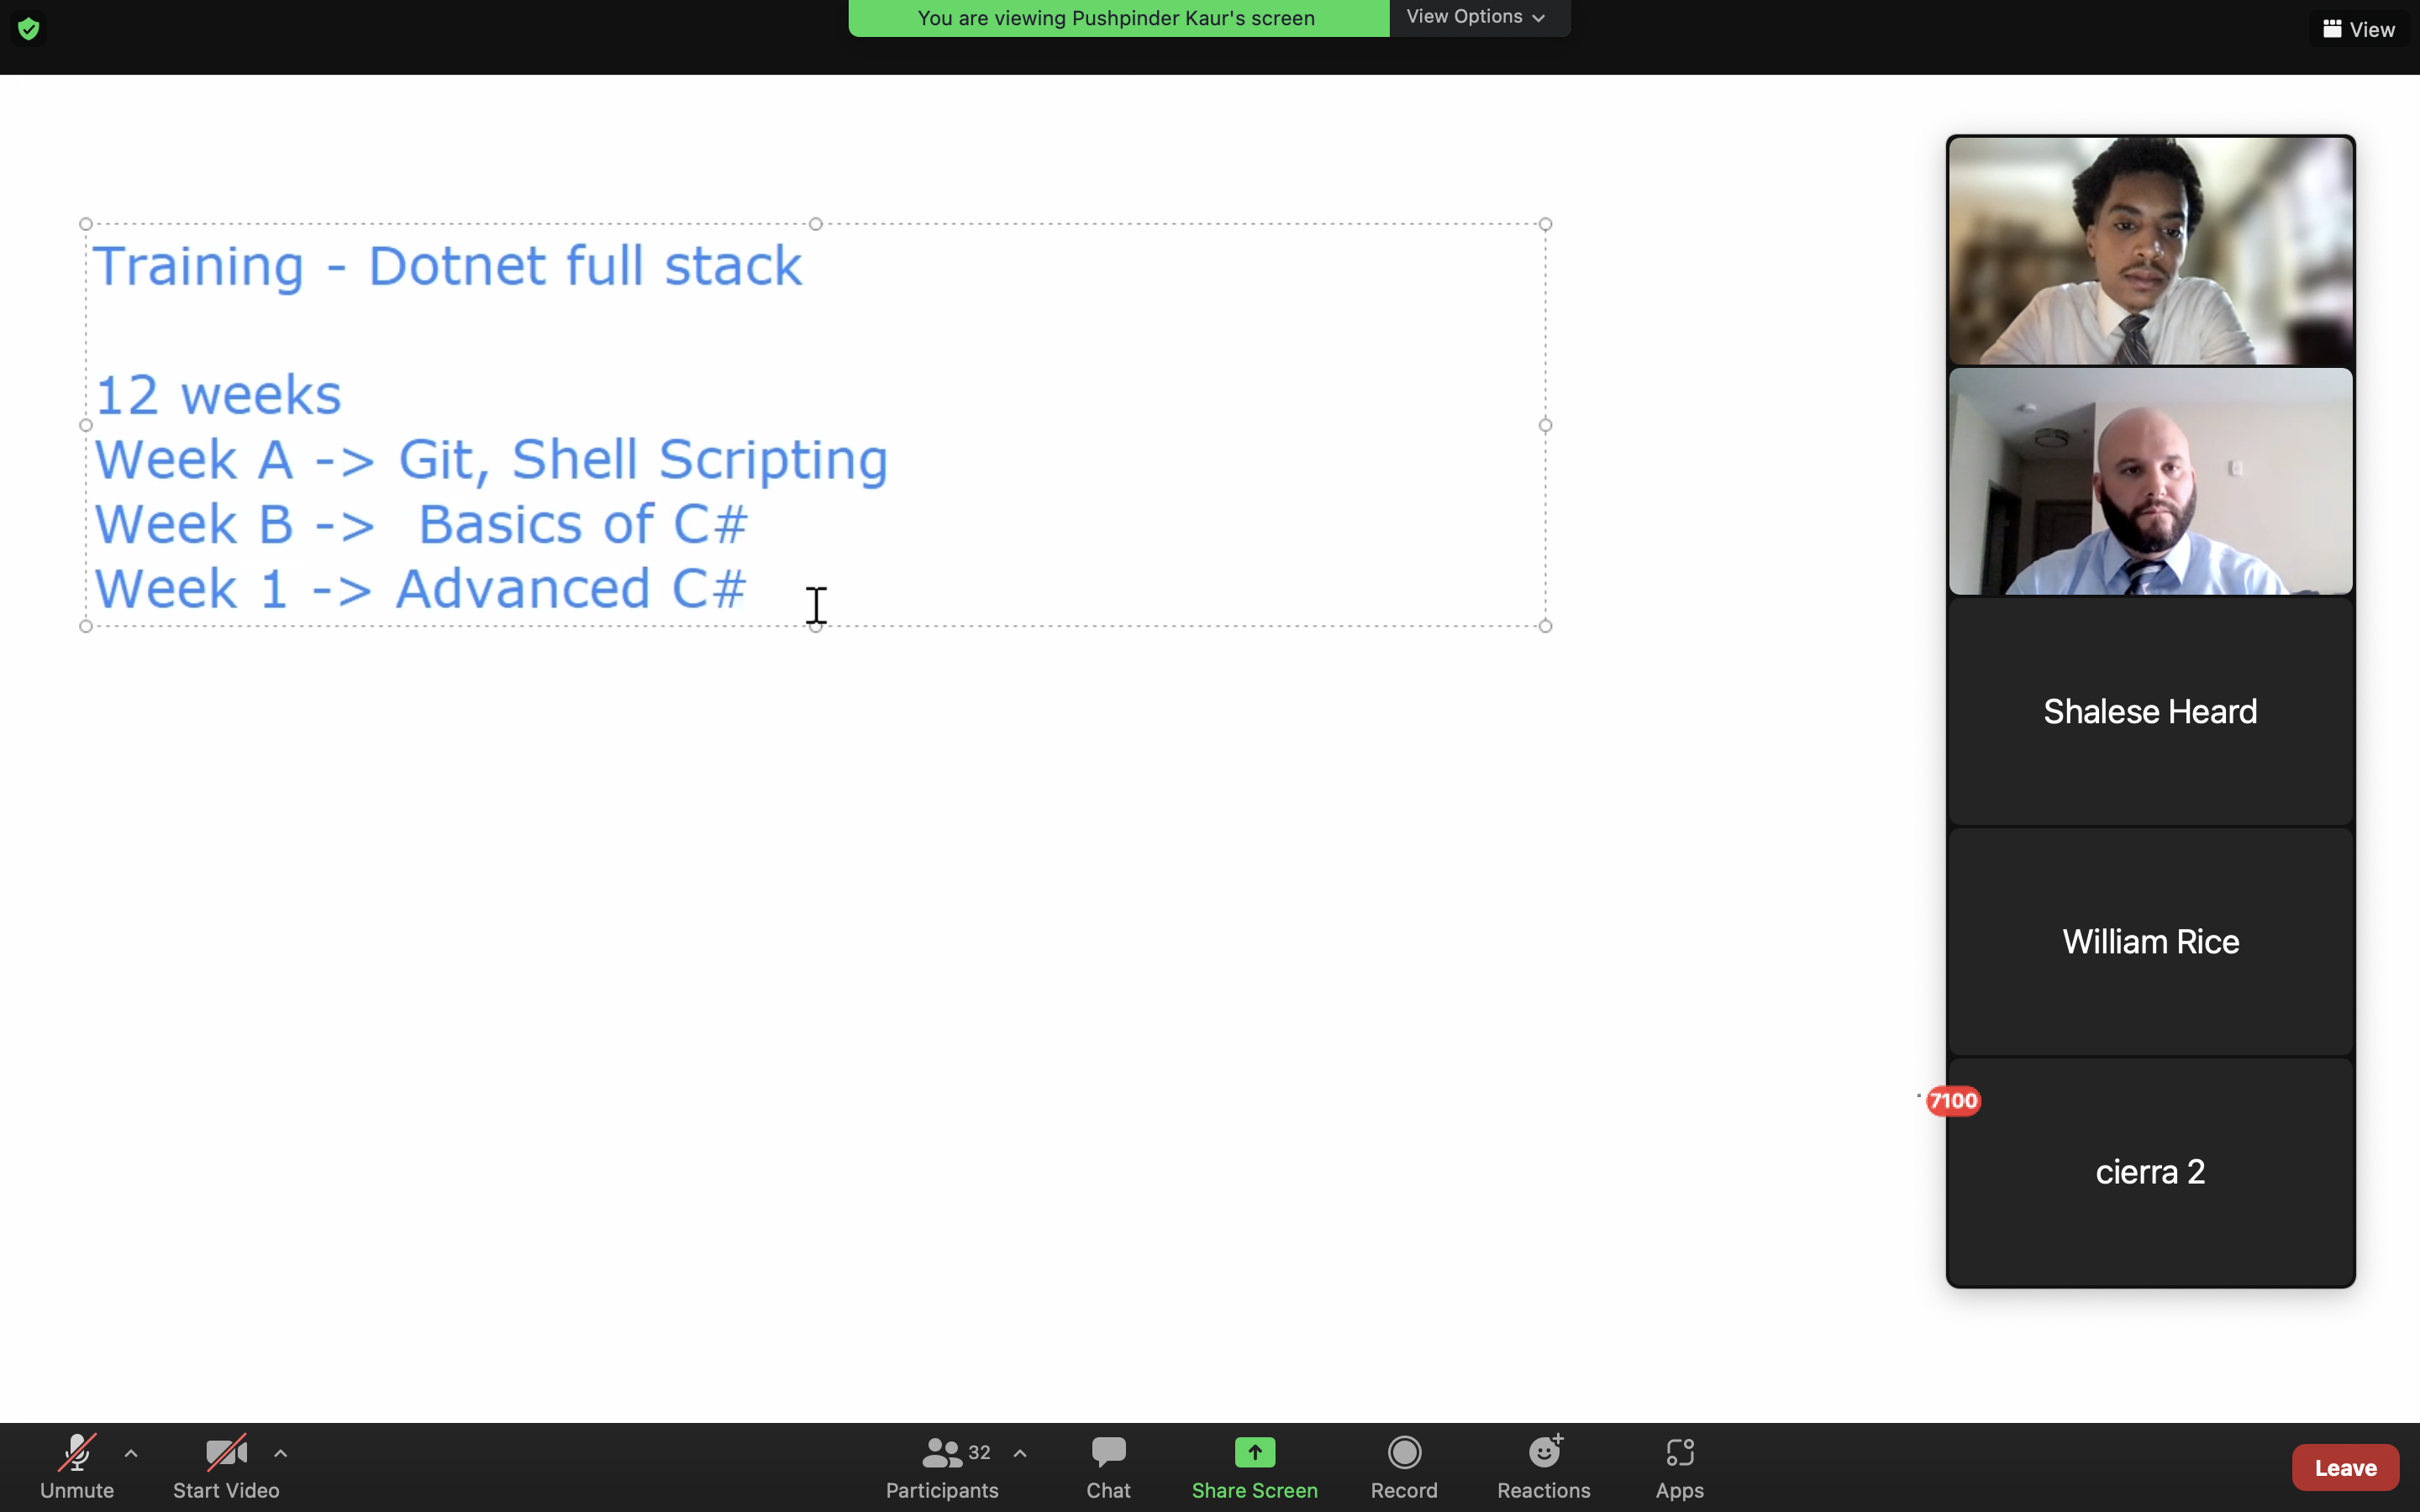 You are viewing Pushpinder Kaur's screen
View Options
View
Training - Dotnet full stack
12 weeks
Week A -> Git, Shell Scripting
Week B -> Basics of C#
Week 1 -> Advanced C#
Shalese Heard
William Rice
7100
cierra 2
Unmute
Start Video
32
Participants
Chat
Share Screen
Record
Reactions
Apps
Leave